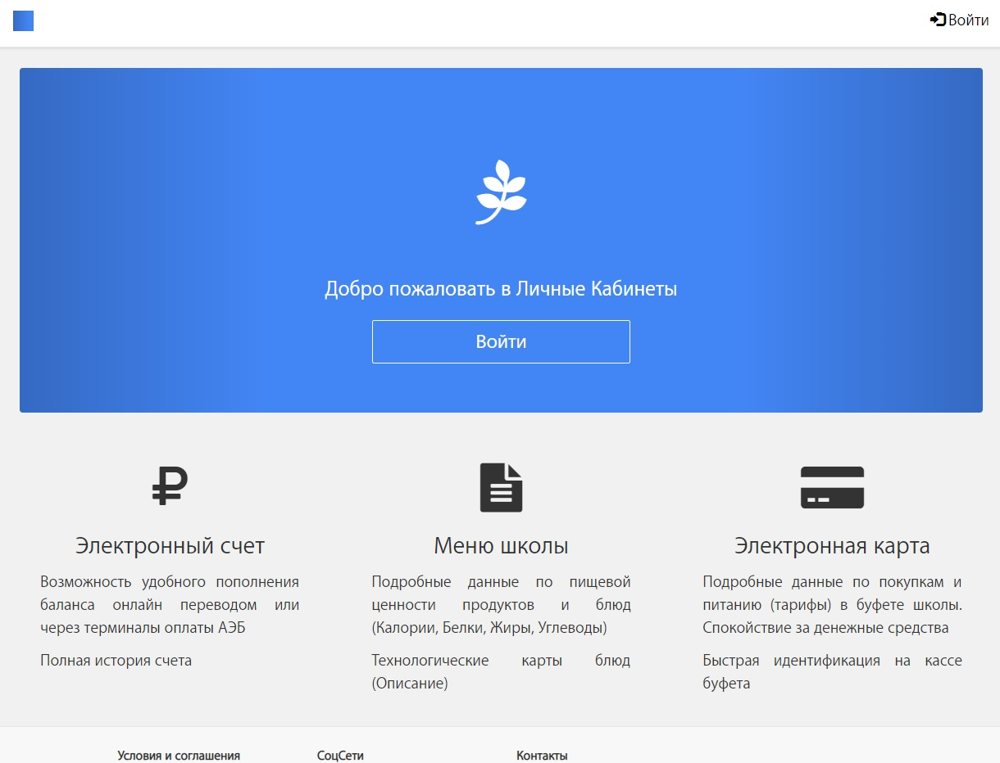 Войти
Добро пожаловать в Личные Кабинеты
Войти
Электронный счет
Возможность удобного пополнения
баланса онлайн переводом или
через терминалы оплаты АЭБ
Полная история счета
Меню школы
Подробные данные по пищевой
ценности продуктов и блюд
(Калории, Белки, Жиры, Углеводы)
Технологические карты блюд
(Описание)
Электронная карта
Подробные данные по покупкам и
питанию (тарифы) в буфете школы.
Спокойствие за денежные средства
Быстрая идентификация на кассе
буфета
Условия и соглашения
СоцСети
Контакты